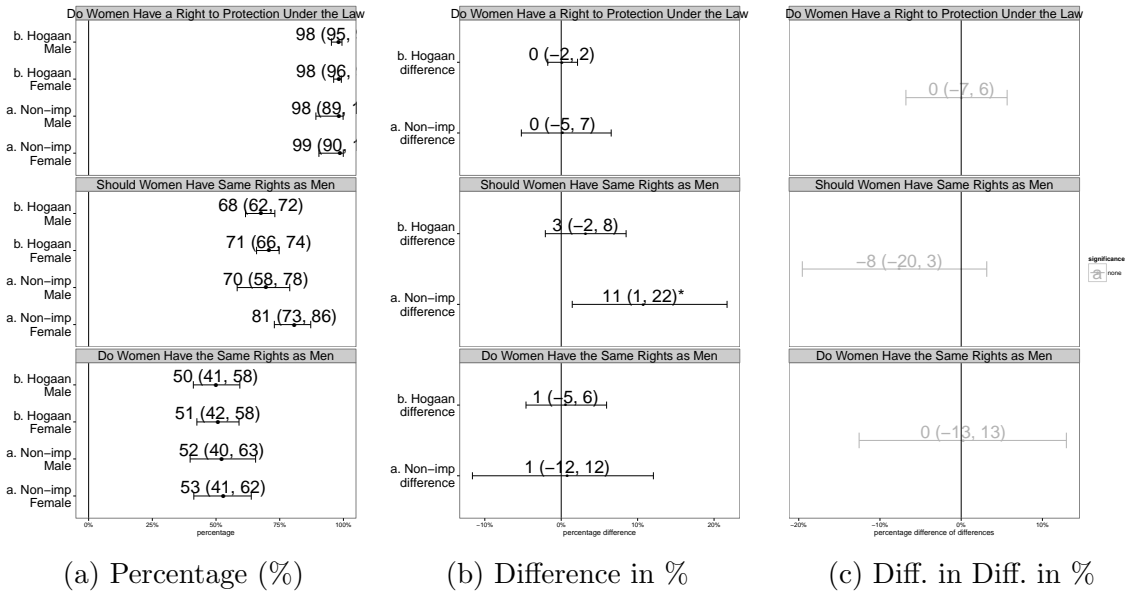 Do Women Have a Right to Protection Under the Law
b. Hogaan
Male
98 (95,
b. Hogaan
Female
98 (96,
a. Non−imp
Male
98 (89, 1
a. Non−imp
Female
99 (90, 1
Should Women Have Same Rights as Men
b. Hogaan
Male
68 (62, 72)
b. Hogaan
Female
71 (66, 74)
a. Non−imp
Male
70 (58, 78)
a. Non−imp
Female
81 (73, 86)
Do Women Have the Same Rights as Men
b. Hogaan
Male
50 (41, 58)
b. Hogaan
Female
51 (42, 58)
a. Non−imp
Male
52 (40, 63)
a. Non−imp
Female
53 (41, 62)
0% 25% 50% 75% 100%
percentage
(a) Percentage (%)
Do Women Have a Right to Protection Under the Law
b. Hogaan
difference
0 (−2, 2)
a. Non−imp
difference
0 (−5, 7)
Should Women Have Same Rights as Men
b. Hogaan
difference
3 (−2, 8)
a. Non−imp
difference
11 (1, 22)*
Do Women Have the Same Rights as Men
b. Hogaan
difference
1 (−5, 6)
a. Non−imp
difference
1 (−12, 12)
−10% 0% 10% 20%
percentage difference
(b) Difference in %
Do Women Have a Right to Protection Under the Law
0 (−7, 6)
Should Women Have Same Rights as Men
−8 (−20, 3)
Do Women Have the Same Rights as Men
0 (−13, 13)
−20% −10% 0% 10%
percentage difference of differences
significance
a none
(c) Diff. in Diff. in %